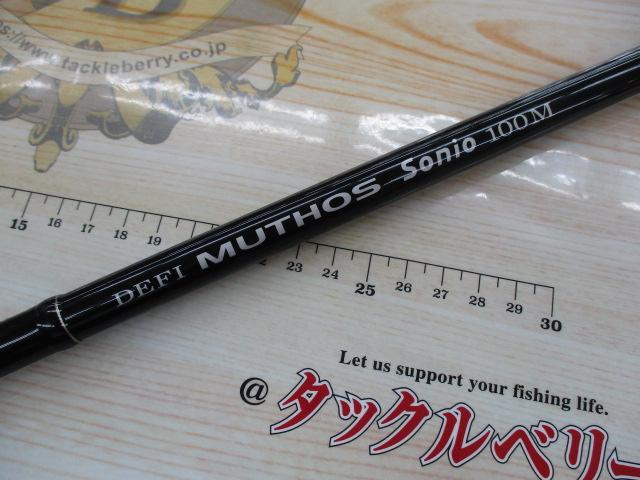 https://www.tackleberry.co.jp
DEFI MUTHOS Sonio 100M
15 16 17 18 19 23 24 25 26 27 28 29 30
Let us support your fishing life.
@タックルベリー